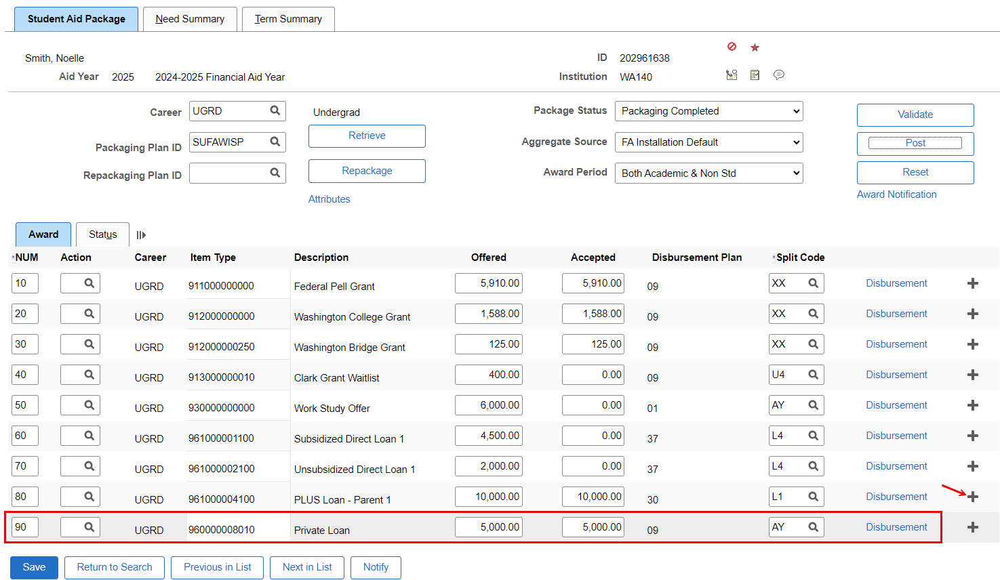 Student Aid Package Need Summary Term Summary
Smith, Noelle ID 202961638
Aid Year 2025 2024-2025 Financial Aid Year Institution WA140
Career UGRD Undergrad Package Status Packaging Completed Validate
Packaging Plan ID SUFAWISP Retrieve Aggregate Source FA Installation Default Post
Repackaging Plan ID Repackage Award Period Both Academic & Non Std Reset
Attributes Award Notification
Award Status
*NUM Action Career Item Type Description Offered Accepted Disbursement Plan *Split Code
10 UGRD 911000000000 Federal Pell Grant 5,910.00 5,910.00 09 XX Disbursement
20 UGRD 912000000000 Washington College Grant 1,588.00 1,588.00 09 XX Disbursement
30 UGRD 912000000250 Washington Bridge Grant 125.00 125.00 09 XX Disbursement
40 UGRD 913000000010 Clark Grant Waitlist 400.00 0.00 09 U4 Disbursement
50 UGRD 930000000000 Work Study Offer 6,000.00 0.00 01 AY Disbursement
60 UGRD 961000001100 Subsidized Direct Loan 1 4,500.00 0.00 37 L4 Disbursement
70 UGRD 961000002100 Unsubsidized Direct Loan 1 2,000.00 0.00 37 L4 Disbursement
80 UGRD 961000004100 PLUS Loan - Parent 1 10,000.00 10,000.00 30 L1 Disbursement
90 UGRD 960000008010 Private Loan 5,000.00 5,000.00 09 AY Disbursement
Save Return to Search Previous in List Next in List Notify